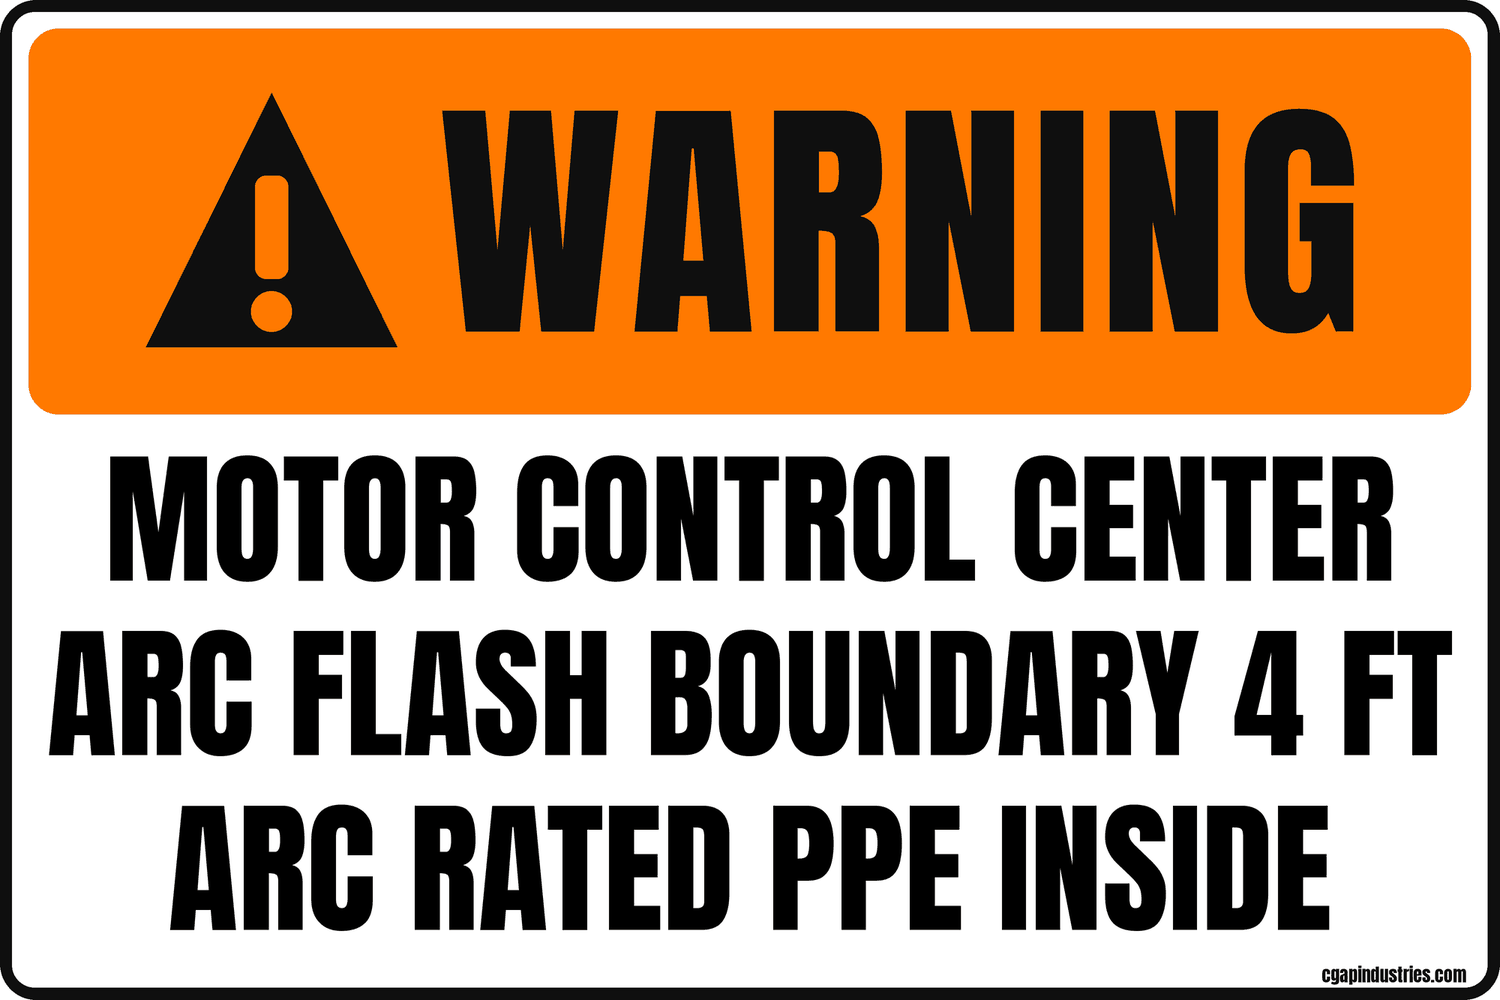 WARNING
MOTOR CONTROL CENTER
ARC FLASH BOUNDARY 4 FT
ARC RATED PPE INSIDE
cgapindustries.com